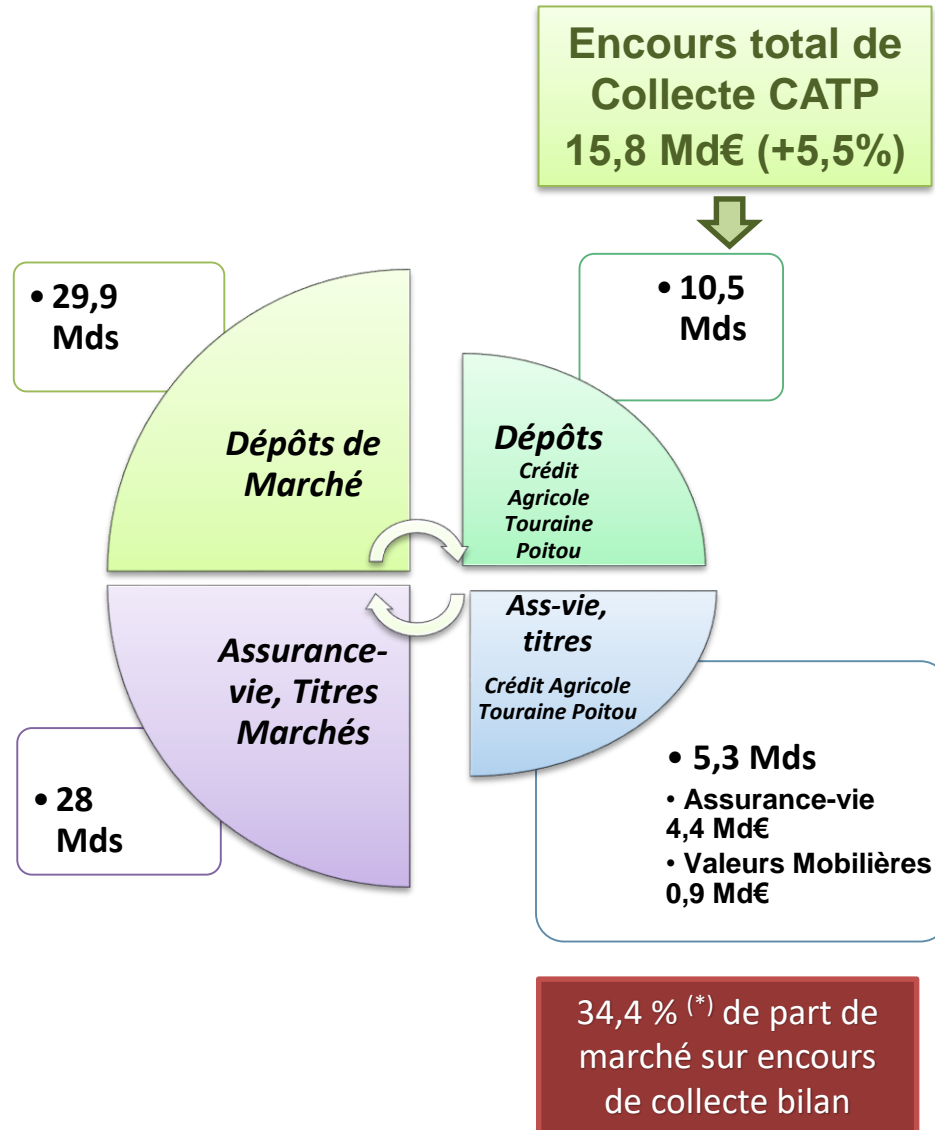 Encours total de
Collecte CATP
15,8 Md€ (+5,5%)
• 29,9
Mds
• 10,5
Mds
Dépôts de
Marché
Dépôts
Crédit
Agricole
Touraine
Poitou
Assurance-
vie, Titres
Marchés
Ass-vie,
titres
Crédit Agricole
Touraine Poitou
• 28
Mds
• 5,3 Mds
• Assurance-vie
4,4 Md€
• Valeurs Mobilières
0,9 Md€
34,4 % (*) de part de
marché sur encours
de collecte bilan